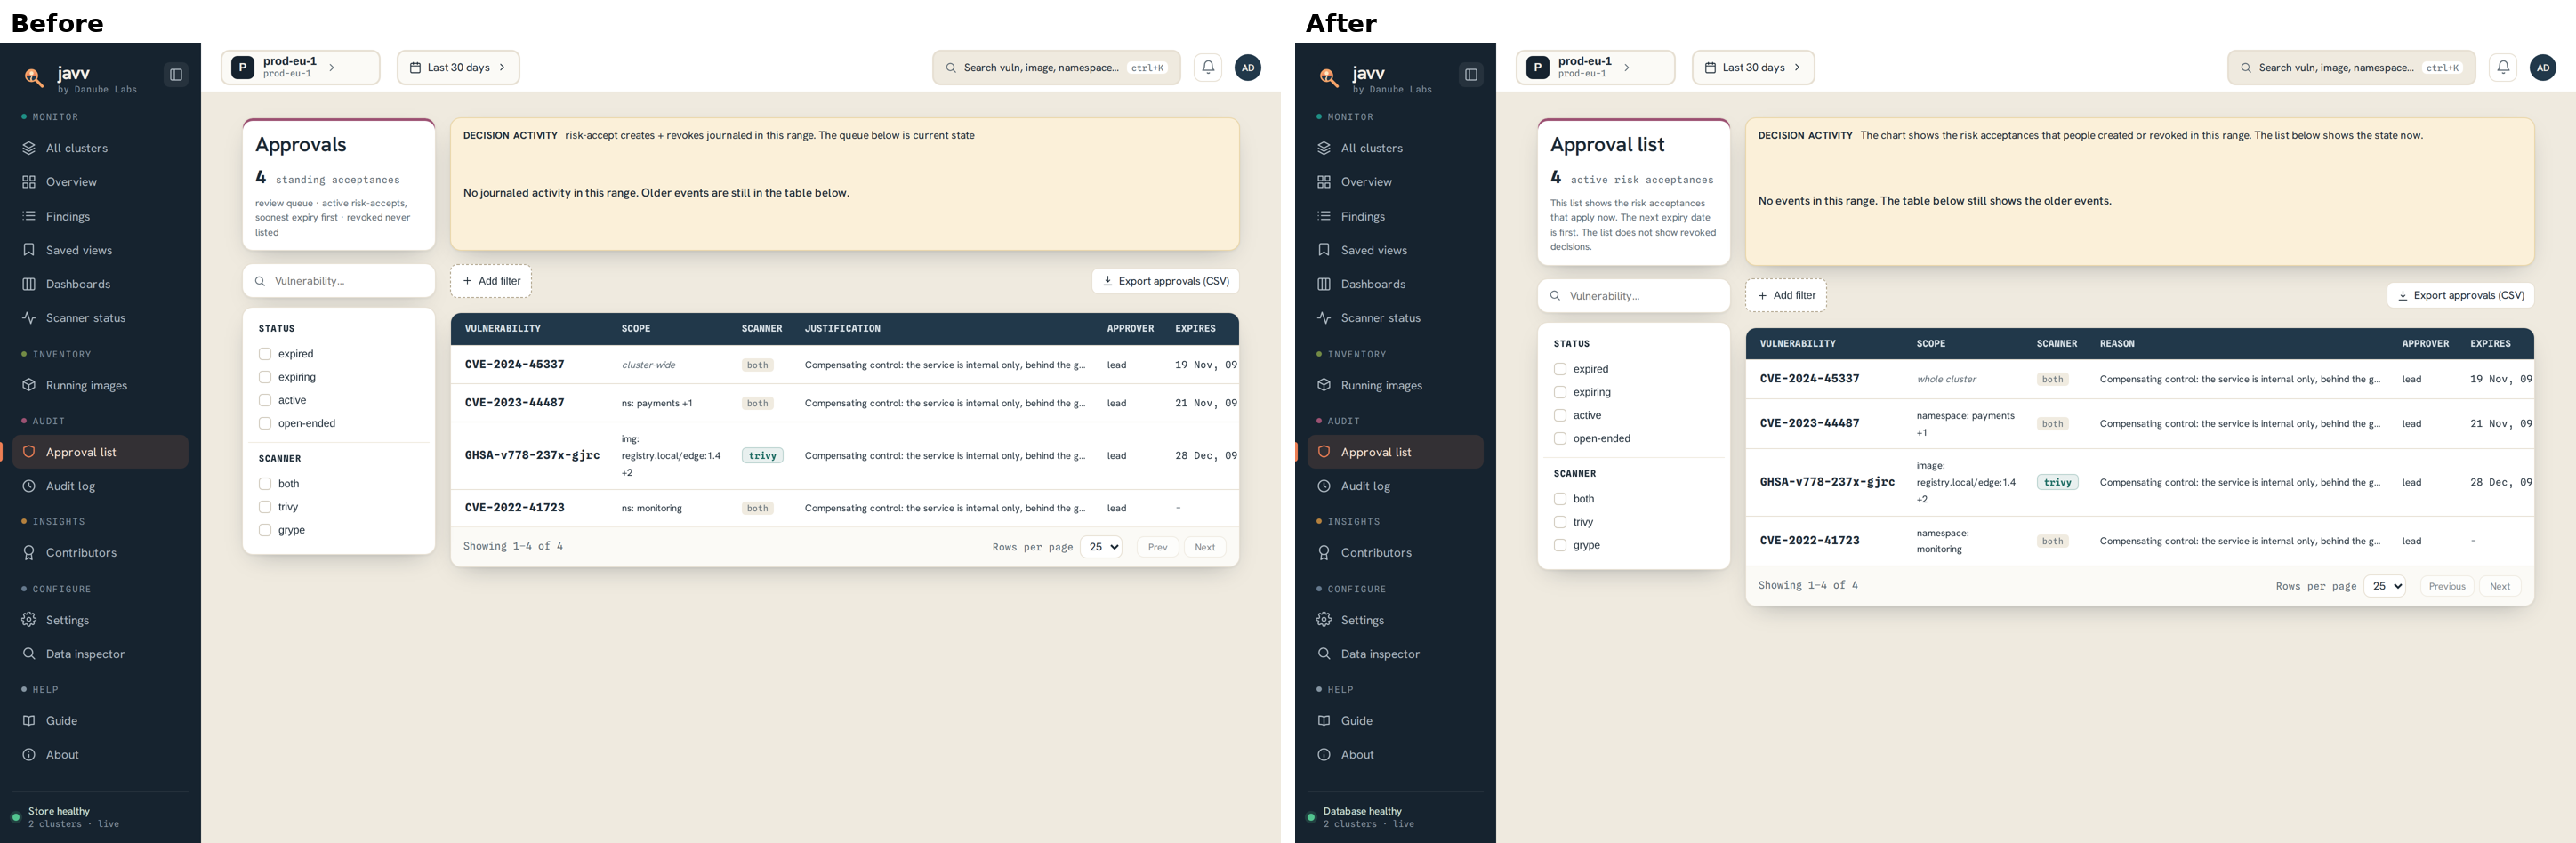 Before
javv
by Danube Labs
MONITOR
All clusters
Overview
Findings
Saved views
Dashboards
Scanner status
INVENTORY
Running images
AUDIT
Approval list
Audit log
INSIGHTS
Contributors
CONFIGURE
Settings
Data inspector
HELP
Guide
About
Store healthy
2 clusters · live
P prod-eu-1
prod-eu-1
Last 30 days
Search vuln, image, namespace... ctrl+K
AD
Approvals
4 standing acceptances
review queue · active risk-accepts,
soonest expiry first · revoked never
listed
DECISION ACTIVITY risk-accept creates + revokes journaled in this range. The queue below is current state
No journaled activity in this range. Older events are still in the table below.
Vulnerability...
+ Add filter
Export approvals (CSV)
STATUS
expired
expiring
active
open-ended
SCANNER
both
trivy
grype
VULNERABILITY SCOPE SCANNER JUSTIFICATION APPROVER EXPIRES
CVE-2024-45337 cluster-wide both Compensating control: the service is internal only, behind the g... lead 19 Nov, 09
CVE-2023-44487 ns: payments +1 both Compensating control: the service is internal only, behind the g... lead 21 Nov, 09
GHSA-v778-237x-gjrc img:
registry.local/edge:1.4
+2 trivy Compensating control: the service is internal only, behind the g... lead 28 Dec, 09
CVE-2022-41723 ns: monitoring both Compensating control: the service is internal only, behind the g... lead -
Showing 1–4 of 4 Rows per page 25 Prev Next
After
javv
by Danube Labs
MONITOR
All clusters
Overview
Findings
Saved views
Dashboards
Scanner status
INVENTORY
Running images
AUDIT
Approval list
Audit log
INSIGHTS
Contributors
CONFIGURE
Settings
Data inspector
HELP
Guide
About
Database healthy
2 clusters · live
P prod-eu-1
prod-eu-1
Last 30 days
Search vuln, image, namespace... ctrl+K
AD
Approval list
4 active risk acceptances
This list shows the risk acceptances
that apply now. The next expiry date
is first. The list does not show revoked
decisions.
DECISION ACTIVITY The chart shows the risk acceptances that people created or revoked in this range. The list below shows the state now.
No events in this range. The table below still shows the older events.
Vulnerability...
+ Add filter
Export approvals (CSV)
STATUS
expired
expiring
active
open-ended
SCANNER
both
trivy
grype
VULNERABILITY SCOPE SCANNER REASON APPROVER EXPIRES
CVE-2024-45337 whole cluster both Compensating control: the service is internal only, behind the g... lead 19 Nov, 09
CVE-2023-44487 namespace: payments
+1 both Compensating control: the service is internal only, behind the g... lead 21 Nov, 09
GHSA-v778-237x-gjrc image:
registry.local/edge:1.4
+2 trivy Compensating control: the service is internal only, behind the g... lead 28 Dec, 09
CVE-2022-41723 namespace:
monitoring both Compensating control: the service is internal only, behind the g... lead -
Showing 1–4 of 4 Rows per page 25 Previous Next